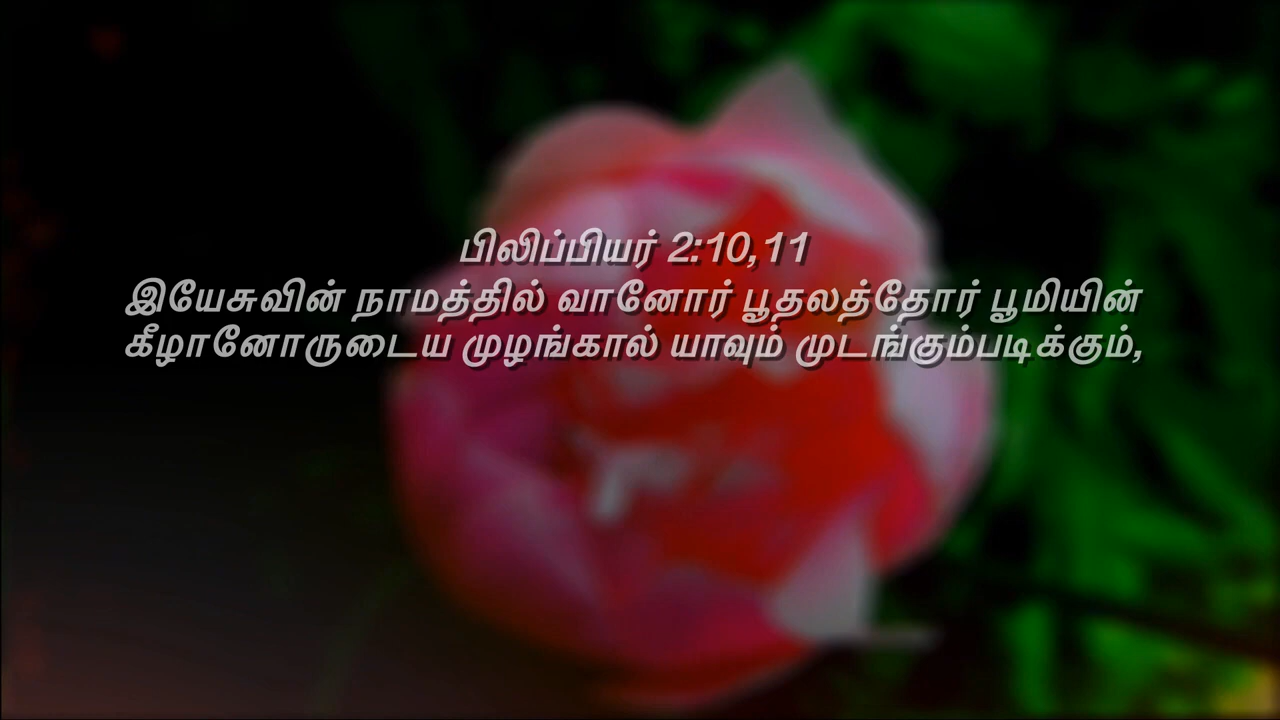 பிலிப்பியர் 2:10,11
இயேசுவின் நாமத்தில் வானோர் பூதலத்தோர் பூமியின்
கீழானோருடைய முழங்கால் யாவும் முடங்கும்படிக்கும்,